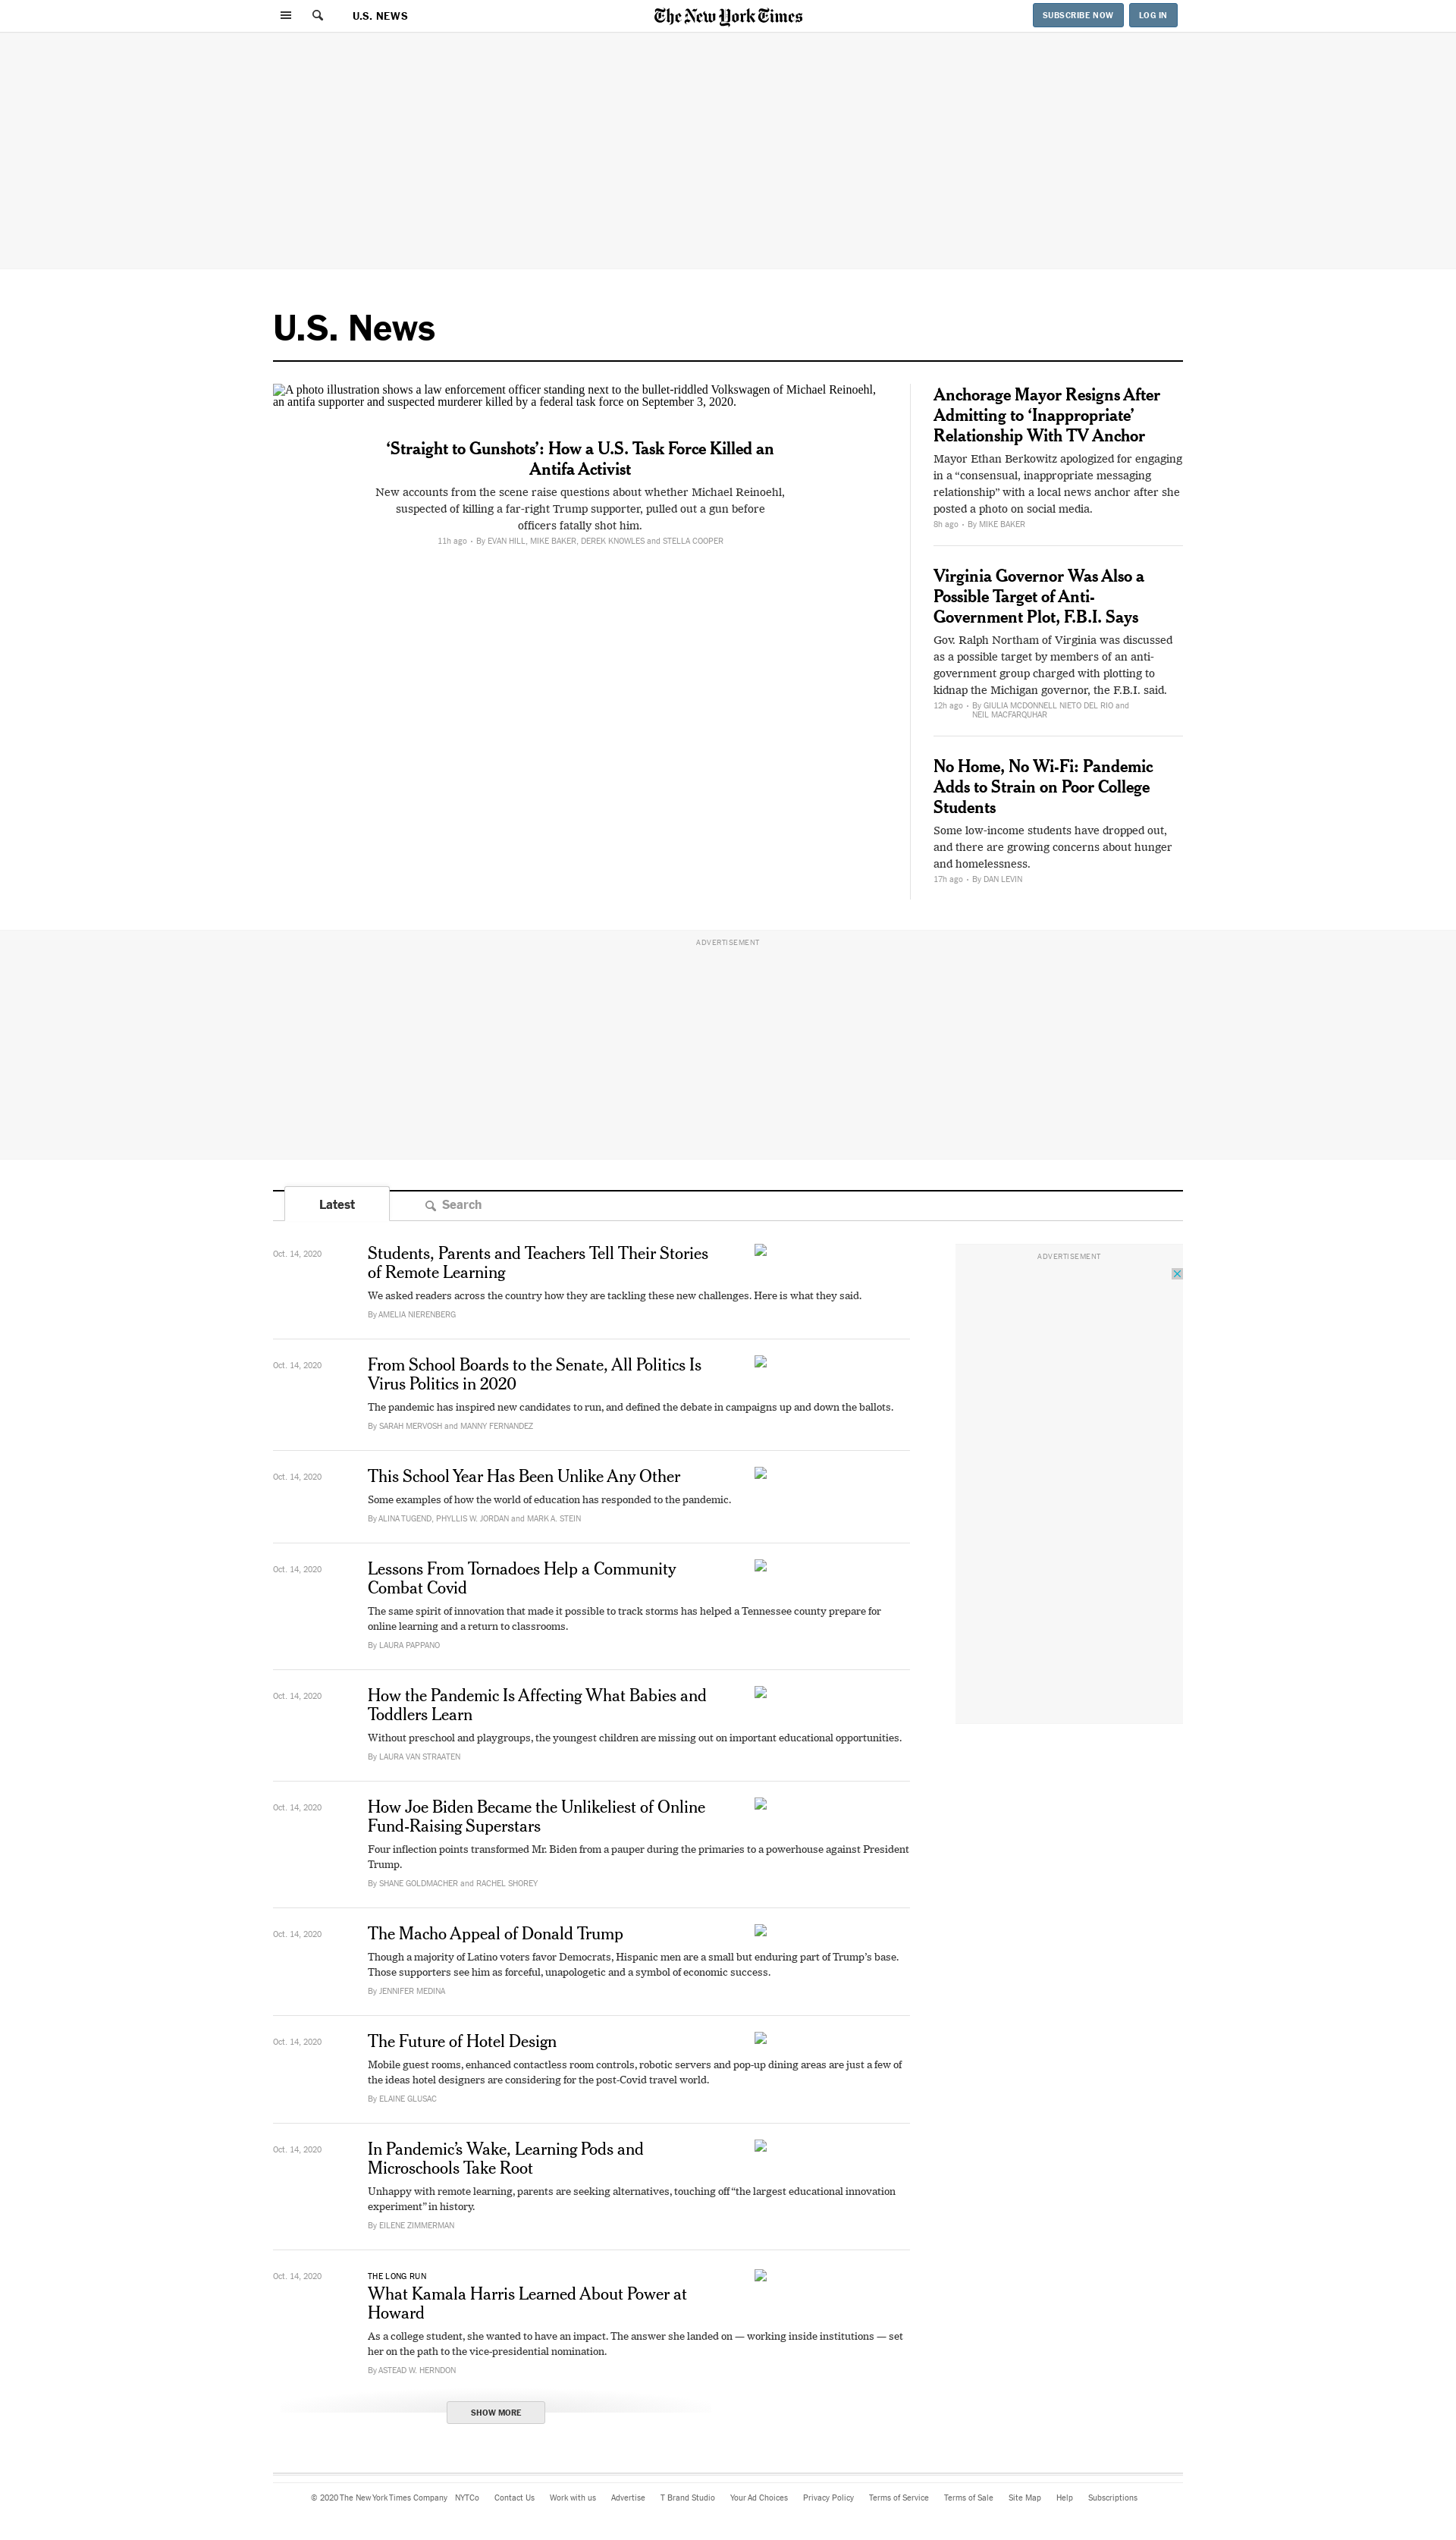 U.S. NEWS
The New York Times
SUBSCRIBE NOW
LOG IN
U.S. News
A photo illustration shows a law enforcement officer standing next to the bullet-riddled Volkswagen of Michael Reinoehl,
an antifa supporter and suspected murderer killed by a federal task force on September 3, 2020.
‘Straight to Gunshots’: How a U.S. Task Force Killed an
Antifa Activist
New accounts from the scene raise questions about whether Michael Reinoehl,
suspected of killing a far-right Trump supporter, pulled out a gun before
officers fatally shot him.
11h ago • By EVAN HILL, MIKE BAKER, DEREK KNOWLES and STELLA COOPER
Anchorage Mayor Resigns After
Admitting to ‘Inappropriate’
Relationship With TV Anchor
Mayor Ethan Berkowitz apologized for engaging
in a “consensual, inappropriate messaging
relationship” with a local news anchor after she
posted a photo on social media.
8h ago • By MIKE BAKER
Virginia Governor Was Also a
Possible Target of Anti-
Government Plot, F.B.I. Says
Gov. Ralph Northam of Virginia was discussed
as a possible target by members of an anti-
government group charged with plotting to
kidnap the Michigan governor, the F.B.I. said.
12h ago • By GIULIA MCDONNELL NIETO DEL RIO and
NEIL MACFARQUHAR
No Home, No Wi-Fi: Pandemic
Adds to Strain on Poor College
Students
Some low-income students have dropped out,
and there are growing concerns about hunger
and homelessness.
17h ago • By DAN LEVIN
ADVERTISEMENT
Latest
Search
Oct. 14, 2020
Students, Parents and Teachers Tell Their Stories
of Remote Learning
We asked readers across the country how they are tackling these new challenges. Here is what they said.
By AMELIA NIERENBERG
ADVERTISEMENT
Oct. 14, 2020
From School Boards to the Senate, All Politics Is
Virus Politics in 2020
The pandemic has inspired new candidates to run, and defined the debate in campaigns up and down the ballots.
By SARAH MERVOSH and MANNY FERNANDEZ
Oct. 14, 2020
This School Year Has Been Unlike Any Other
Some examples of how the world of education has responded to the pandemic.
By ALINA TUGEND, PHYLLIS W. JORDAN and MARK A. STEIN
Oct. 14, 2020
Lessons From Tornadoes Help a Community
Combat Covid
The same spirit of innovation that made it possible to track storms has helped a Tennessee county prepare for
online learning and a return to classrooms.
By LAURA PAPPANO
Oct. 14, 2020
How the Pandemic Is Affecting What Babies and
Toddlers Learn
Without preschool and playgroups, the youngest children are missing out on important educational opportunities.
By LAURA VAN STRAATEN
Oct. 14, 2020
How Joe Biden Became the Unlikeliest of Online
Fund-Raising Superstars
Four inflection points transformed Mr. Biden from a pauper during the primaries to a powerhouse against President
Trump.
By SHANE GOLDMACHER and RACHEL SHOREY
Oct. 14, 2020
The Macho Appeal of Donald Trump
Though a majority of Latino voters favor Democrats, Hispanic men are a small but enduring part of Trump’s base.
Those supporters see him as forceful, unapologetic and a symbol of economic success.
By JENNIFER MEDINA
Oct. 14, 2020
The Future of Hotel Design
Mobile guest rooms, enhanced contactless room controls, robotic servers and pop-up dining areas are just a few of
the ideas hotel designers are considering for the post-Covid travel world.
By ELAINE GLUSAC
Oct. 14, 2020
In Pandemic’s Wake, Learning Pods and
Microschools Take Root
Unhappy with remote learning, parents are seeking alternatives, touching off “the largest educational innovation
experiment” in history.
By EILENE ZIMMERMAN
Oct. 14, 2020
THE LONG RUN
What Kamala Harris Learned About Power at
Howard
As a college student, she wanted to have an impact. The answer she landed on — working inside institutions — set
her on the path to the vice-presidential nomination.
By ASTEAD W. HERNDON
SHOW MORE
© 2020 The New York Times Company NYTCo Contact Us Work with us Advertise T Brand Studio Your Ad Choices Privacy Policy Terms of Service Terms of Sale Site Map Help Subscriptions